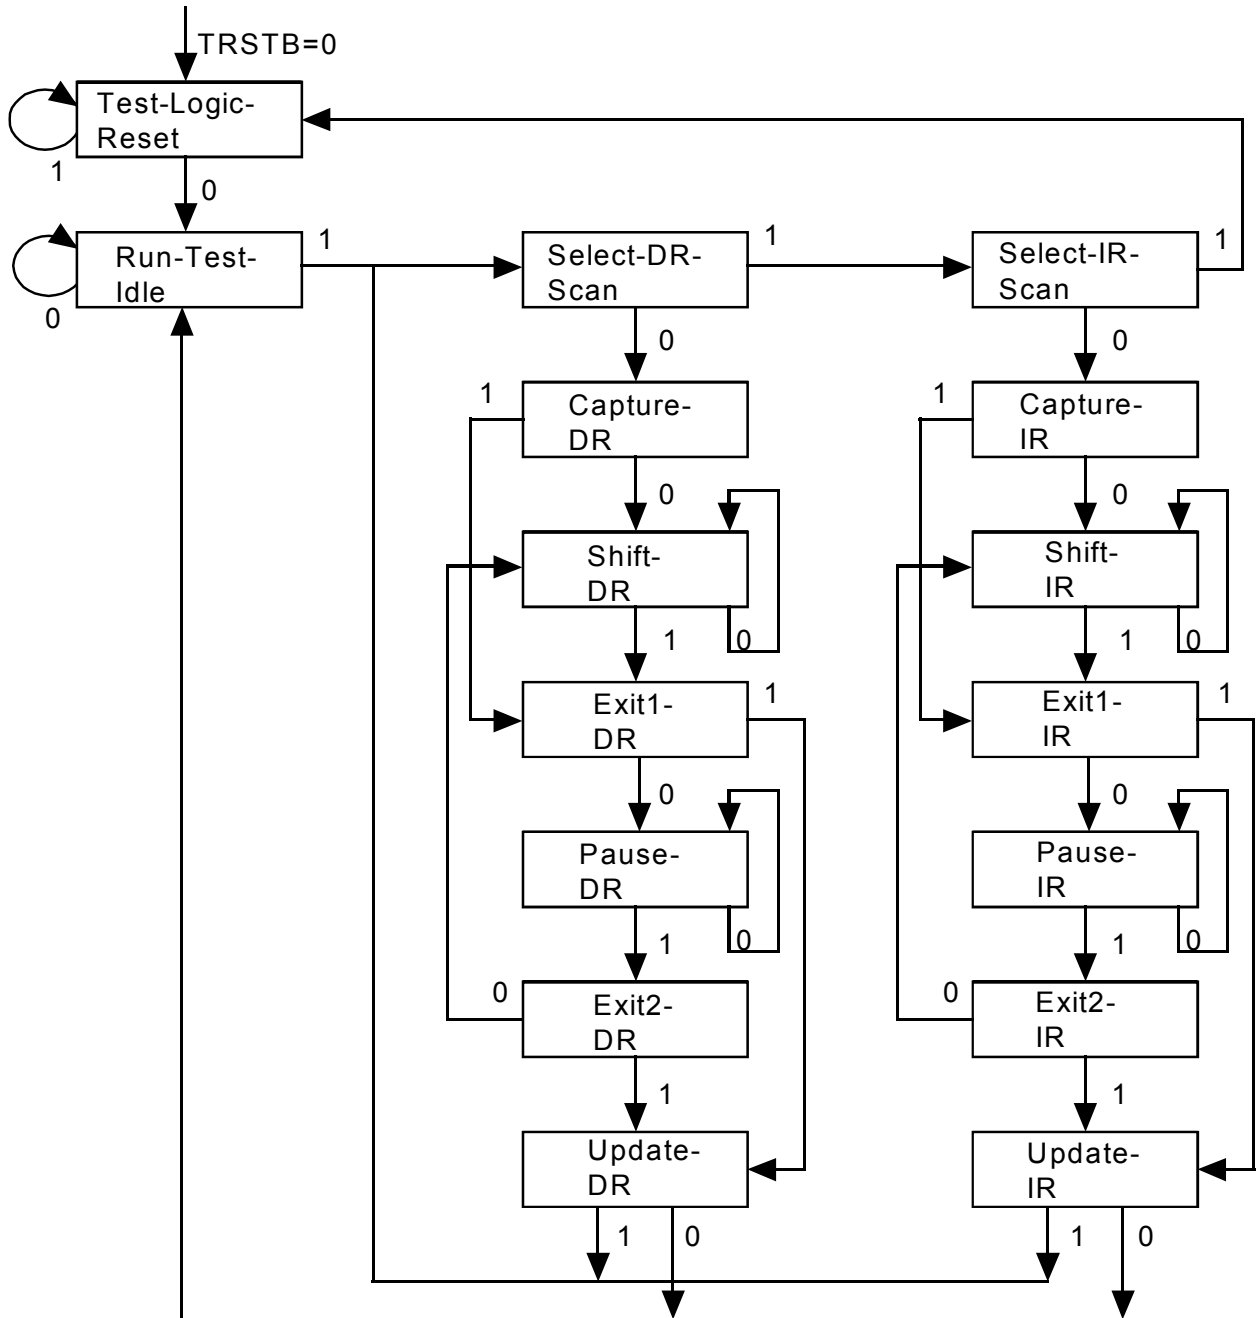 TRSTB=0
Test-Logic-
Reset
1
0
Run-Test-
Idle
0
1
Select-DR-
Scan
1
0
Select-IR-
Scan
1
0
Capture-
DR
1
0
Shift-
DR
0
1
Exit1-
DR
1
0
Pause-
DR
0
1
Exit2-
DR
0
1
Update-
DR
1
0
Capture-
IR
1
0
Shift-
IR
0
1
Exit1-
IR
1
0
Pause-
IR
0
1
Exit2-
IR
0
1
Update-
IR
1
0